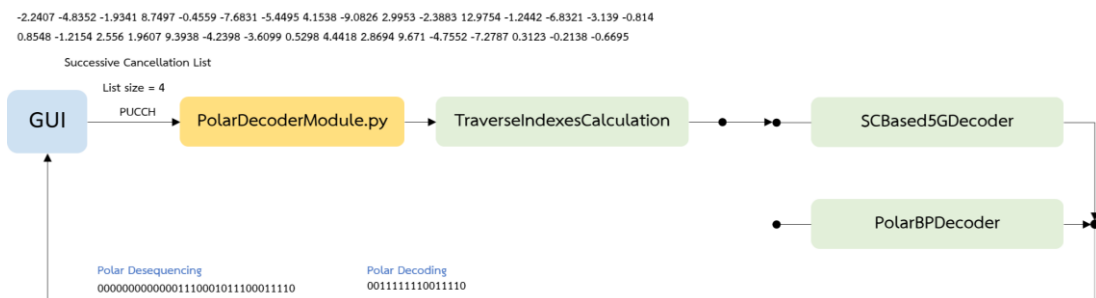 -2.2407 -4.8352 -1.9341 8.7497 -0.4559 -7.6831 -5.4495 4.1538 -9.0826 2.9953 -2.3883 12.9754 -1.2442 -6.8321 -3.139 -0.814
0.8548 -1.2154 2.556 1.9607 9.3938 -4.2398 -3.6099 0.5298 4.4418 2.8694 9.671 -4.7552 -7.2787 0.3123 -0.2138 -0.6695
Successive Cancellation List
List size = 4
PUCCH
GUI
PolarDecoderModule.py
TraverseIndexesCalculation
SCBased5GDecoder
PolarBPDecoder
Polar Desequencing
Polar Decoding
00000000000001110001011100011110
0011111110011110